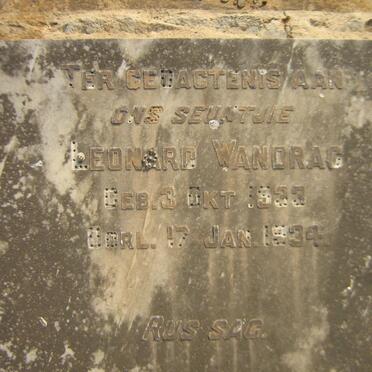 TER GEDAGTENIS AAN
ONS SEUNTJIE
LEONARD WANDRAG
GEB. 3 OKT 1933
OORL. 17 JAN. 1934.
RUS SAG.